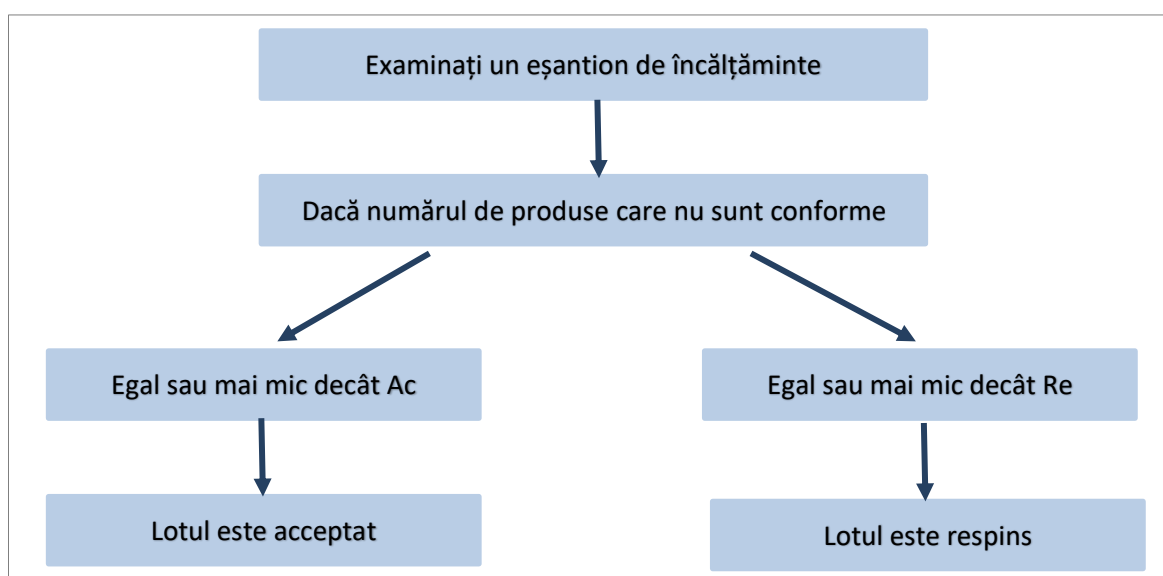 Examinați un eșantion de încălțăminte
Dacă numărul de produse care nu sunt conforme
Egal sau mai mic decât Ac
Egal sau mai mic decât Re
Lotul este acceptat
Lotul este respins